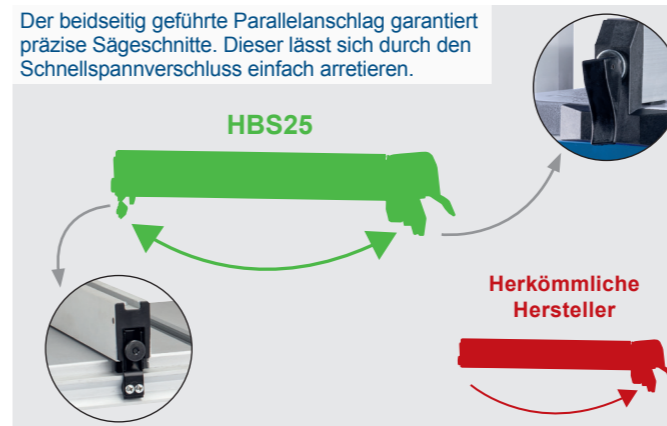 Der beidseitig geführte Parallelanschlag garantiert
präzise Sägeschnitte. Dieser lässt sich durch den
Schnellspannverschluss einfach arretieren.
HBS25
Herkömmliche
Hersteller